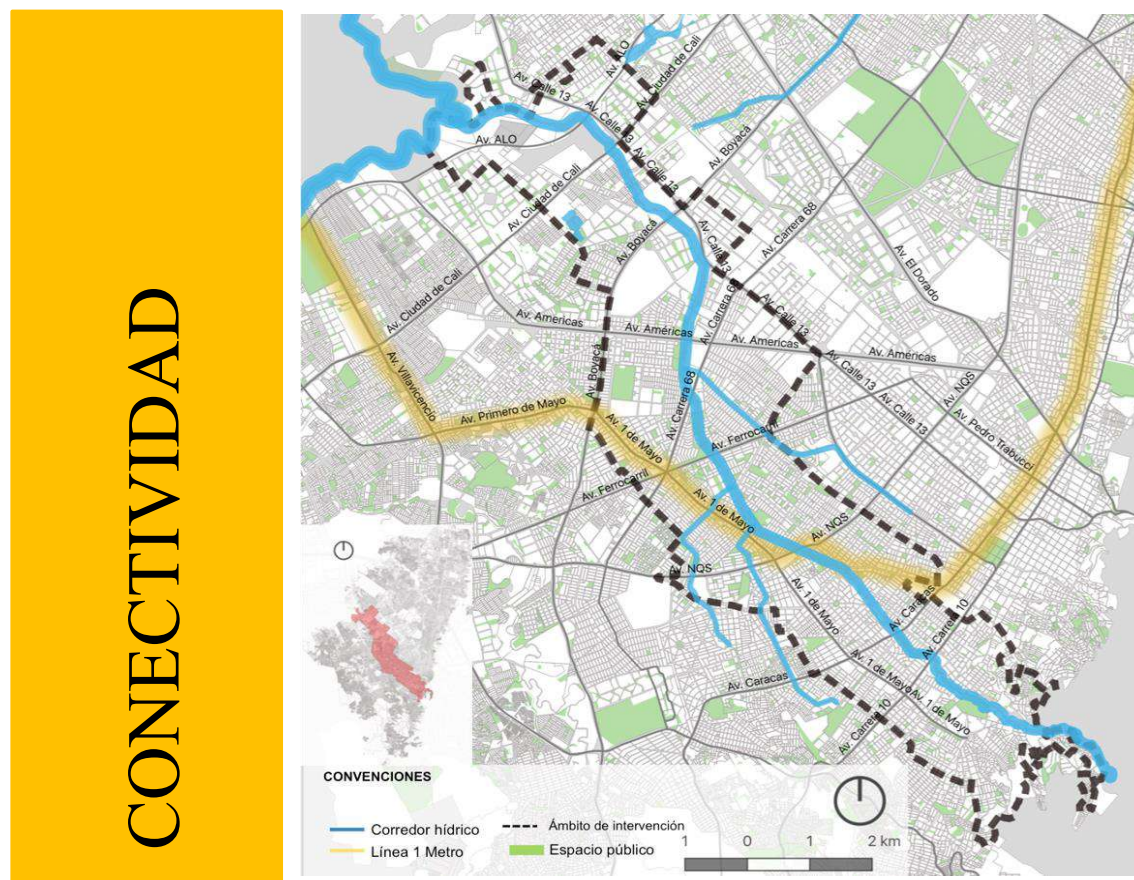 CONECTIVIDAD
Av. ALO
Av. Ciudad de Cali
Av. Calle 13
Av. Calle 13
Av. Boyacá
Av. ALO
Av. Calle 13
Av. Ciudad de Cali
Av. Carrera 68
Av. Boyacá
Av. Calle 13
Av. El Dorado
Av. Ciudad de Cali
Av. Calle 13
Av. Americas
Av. Américas
Av. Americas
Av. Américas
Av. Villavicencio
Av. Boyacá
Av. Carrera 68
Av. Calle 13
Av. NQS
Av. Primero de Mayo
Av. 1 de Mayo
Av. Ferrocarril
Av. Calle 13
Av. Pedro Trabucci
Av. Ferrocarril
Av. 1 de Mayo
Av. NQS
Av. NQS
Av. 1 de Mayo
Av. Caracas
Av. Carrera 10
Av. Caracas
Av. 1 de Mayo
Av. 1 de Mayo
Av. Carrera 10
CONVENCIONES
Corredor hídrico
Ámbito de intervención
Línea 1 Metro
Espacio público
1 0 1 2 km